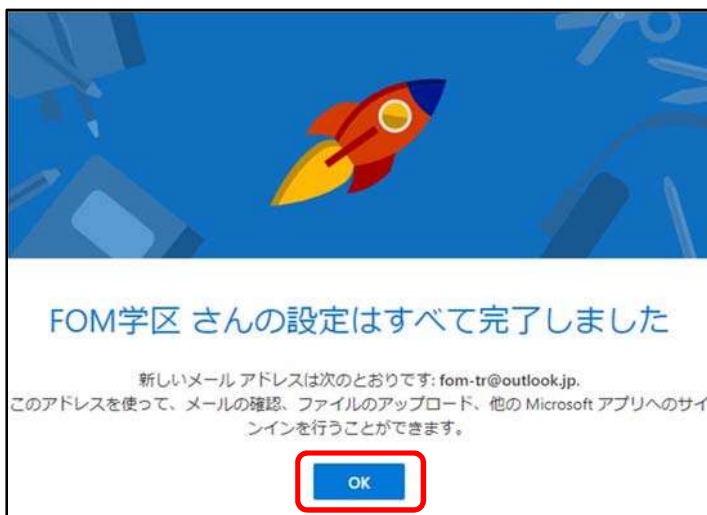 FOM学区 さんの設定はすべて完了しました
新しいメール アドレスは次のとおりです: fom-tr@outlook.jp.
このアドレスを使って、メールの確認、ファイルのアップロード、他の Microsoft アプリへのサイ
ンインを行うことができます。
OK